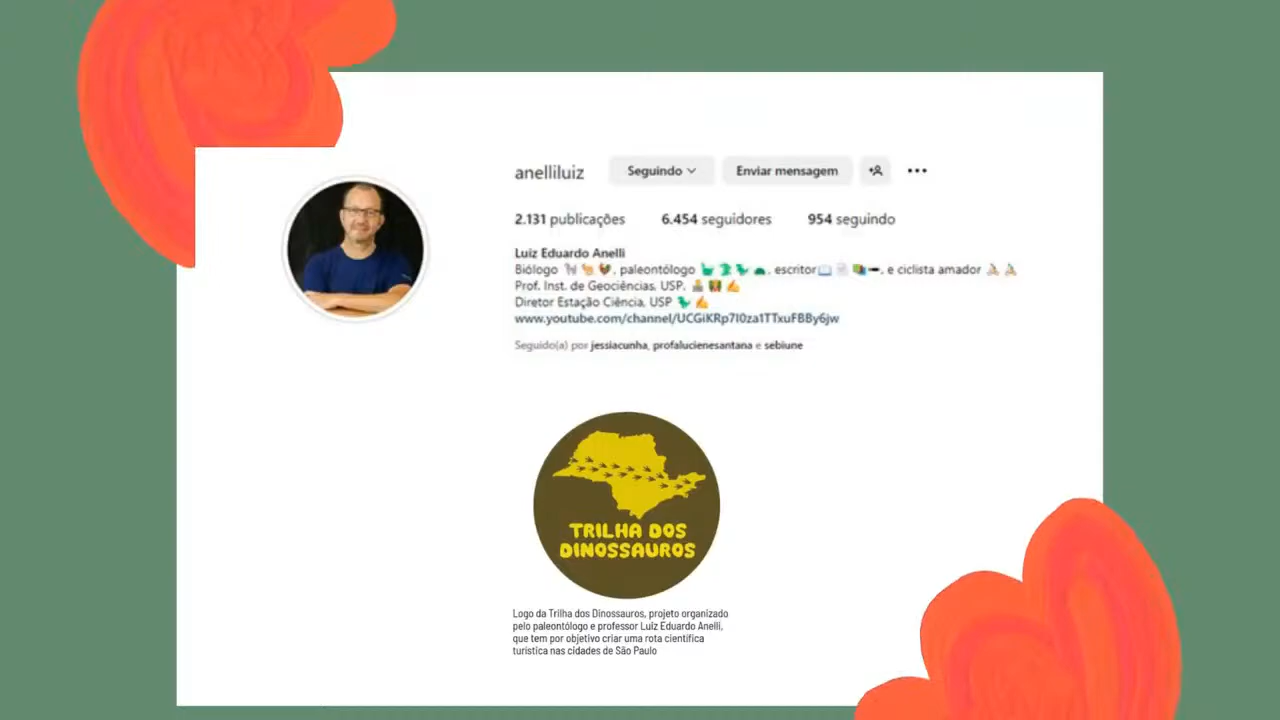 anelliluiz Seguindo Enviar mensagem
2.131 publicações 6.454 seguidores 954 seguindo
Luiz Eduardo Anelli
Biólogo, paleontólogo, escritor, e ciclista amador
Prof. Inst. de Geociências, USP.
Diretor Estação Ciência, USP
www.youtube.com/channel/UCGiKRp7I0za1TTxuFBBy6jw
Seguido(a) por jessiacunha, profalucienesantana e sebiune
TRILHA DOS
DINOSSAUROS
Logo da Trilha dos Dinossauros, projeto organizado
pelo paleontólogo e professor Luiz Eduardo Anelli,
que tem por objetivo criar uma rota científica
turística nas cidades de São Paulo